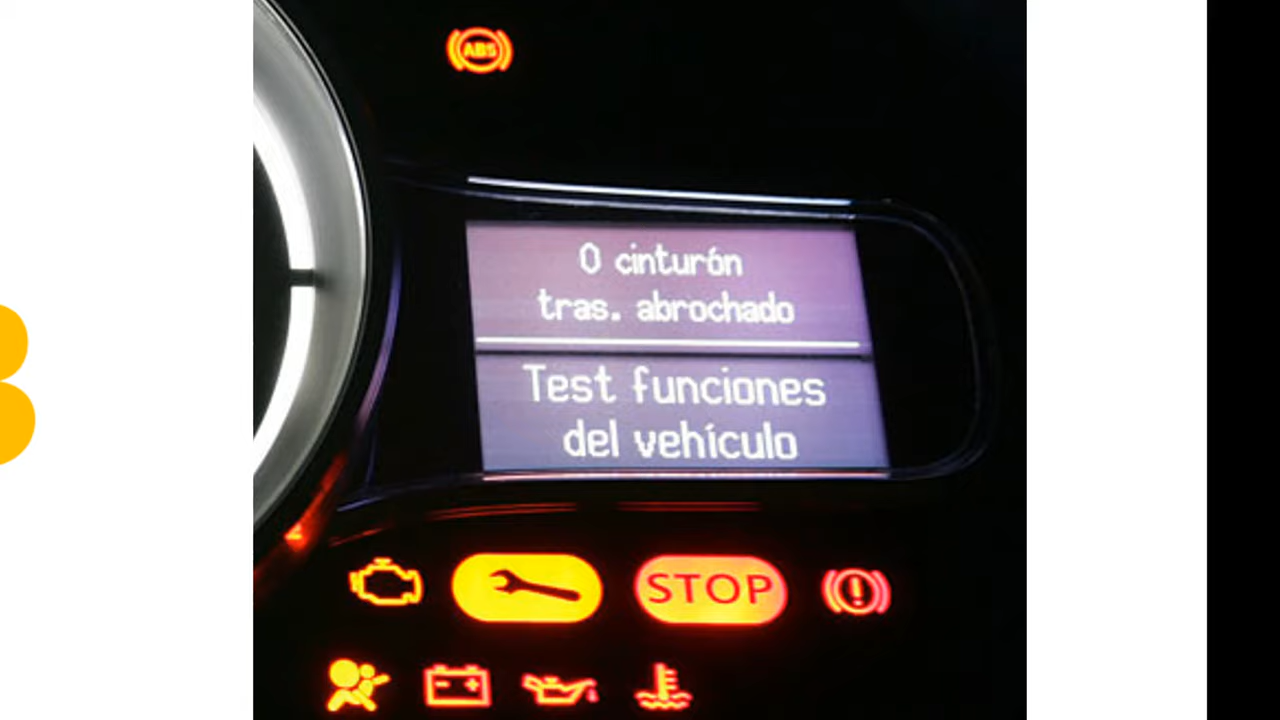 ABS
0 cinturón
tras. abrochado
Test funciones
del vehículo
STOP